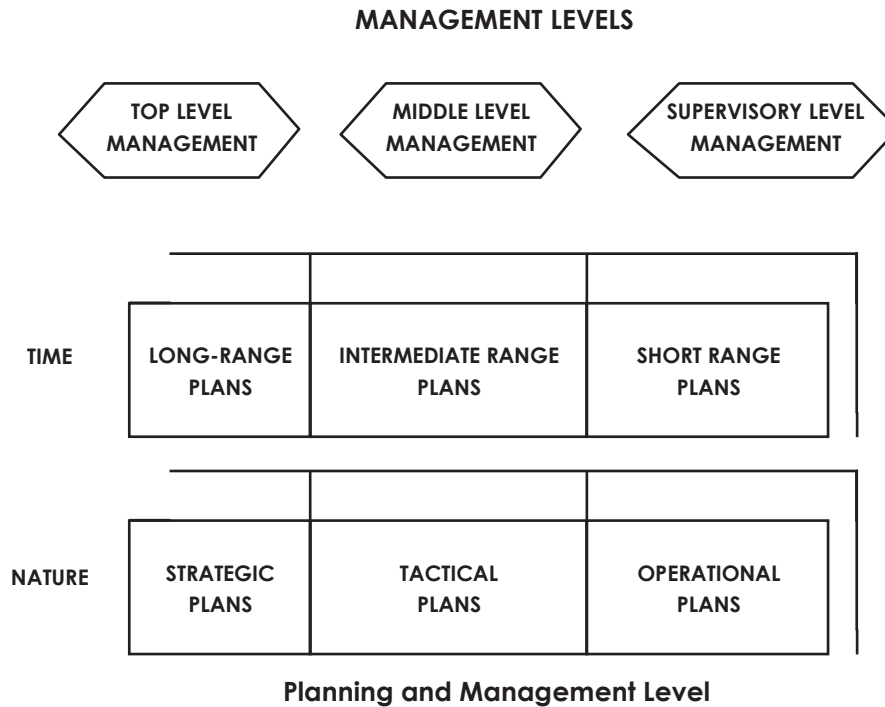 MANAGEMENT LEVELS
TOP LEVEL
MANAGEMENT
MIDDLE LEVEL
MANAGEMENT
SUPERVISORY LEVEL
MANAGEMENT
TIME
LONG-RANGE
PLANS
INTERMEDIATE RANGE
PLANS
SHORT RANGE
PLANS
NATURE
STRATEGIC
PLANS
TACTICAL
PLANS
OPERATIONAL
PLANS
Planning and Management Level